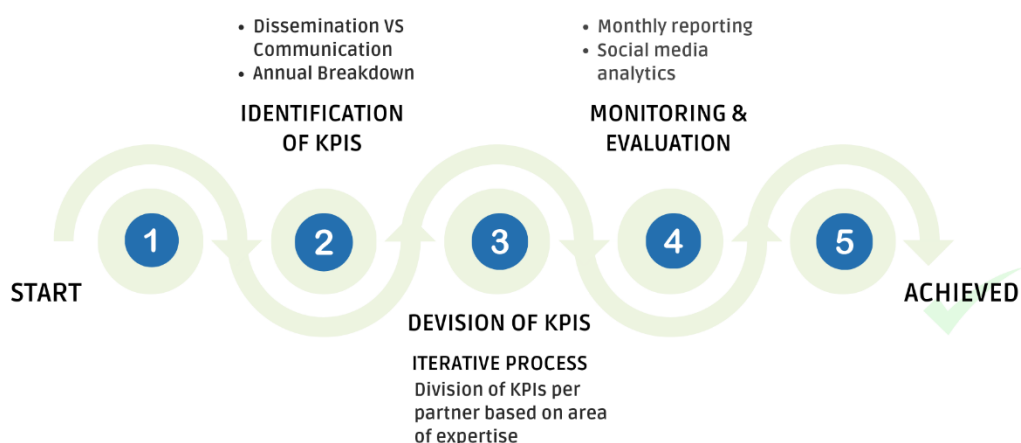 • Dissemination VS
Communication
• Annual Breakdown
IDENTIFICATION
OF KPIS
• Monthly reporting
• Social media
analytics
MONITORING &
EVALUATION
1
2
3
4
5
START
ACHIEVED
DEVISION OF KPIS
ITERATIVE PROCESS
Division of KPIs per
partner based on area
of expertise